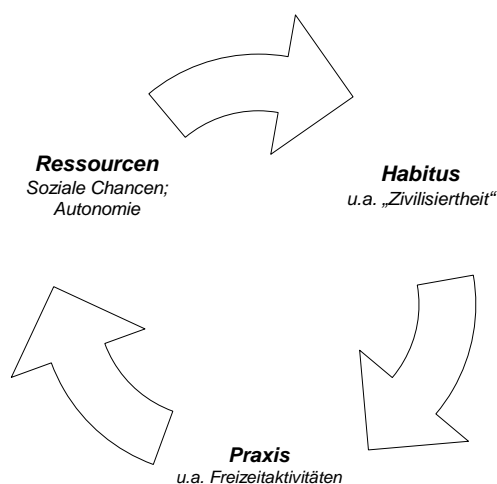 Ressourcen
Soziale Chancen;
Autonomie
Habitus
u.a. „Zivilisiertheit“
Praxis
u.a. Freizeitaktivitäten